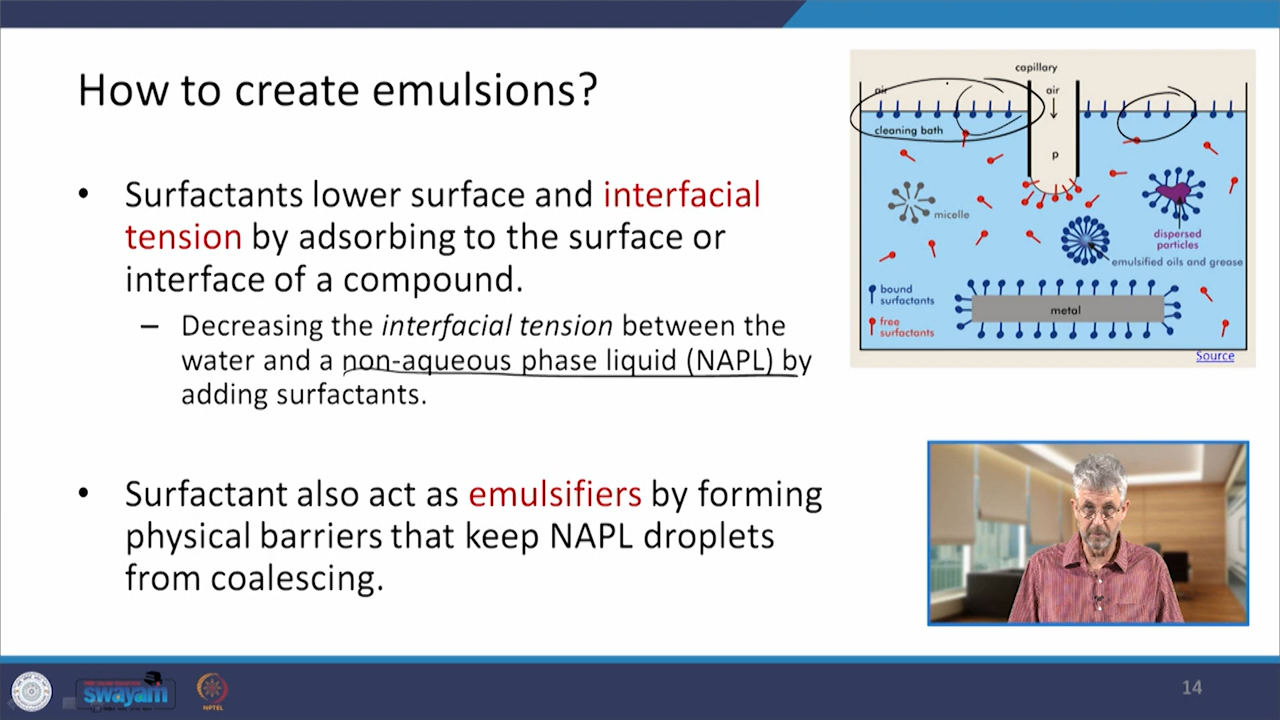 How to create emulsions?
• Surfactants lower surface and interfacial
tension by adsorbing to the surface or
interface of a compound.
– Decreasing the interfacial tension between the
water and a non-aqueous phase liquid (NAPL) by
adding surfactants.
• Surfactant also act as emulsifiers by forming
physical barriers that keep NAPL droplets
from coalescing.
capillary
air
air
cleaning bath
p
micelle
dispersed
particles
emulsified oils and grease
bound
surfactants
metal
free
surfactants
Source
swayam
NPTEL
14